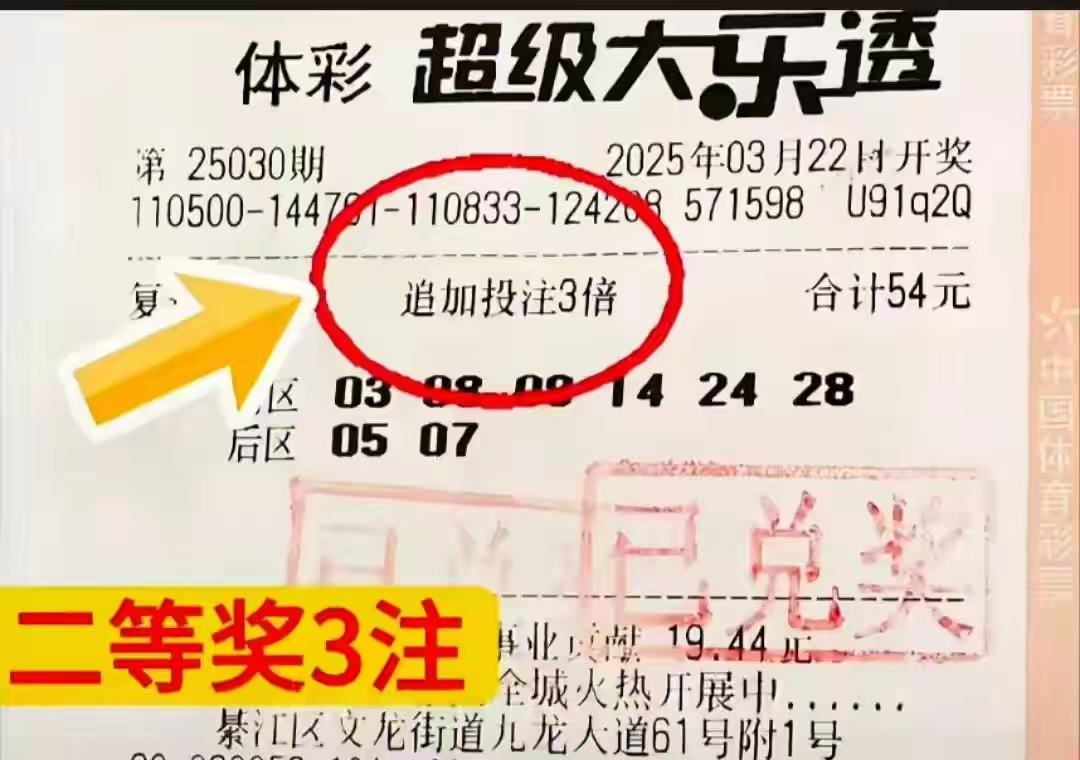 体彩 超级大乐透
第 25030期 2025年03月22日开奖
110500-144701-110833-124208 571598 U91q2Q
复 追加投注3倍 合计54元
区 03 08 09 14 24 28
后区 05 07
已兑奖
已兑
二等奖3注
事业贡献 19.44元
全城火热开展中......
綦江区文龙街道九龙大道61号附1号
中国体育彩票
育彩票